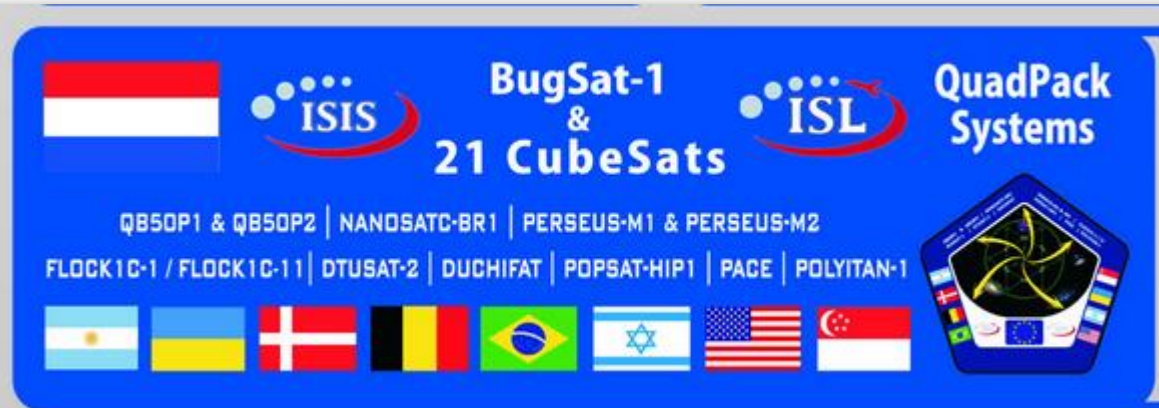 ISIS
BugSat-1
&
21 CubeSats
ISL
QuadPack
Systems
QB50P1 & QB50P2 | NANOSATC-BR1 | PERSEUS-M1 & PERSEUS-M2
FLOCK1C-1 / FLOCK1C-11 | DTUSAT-2 | DUCHIFAT | POPSAT-HIP1 | PACE | POLYITAN-1